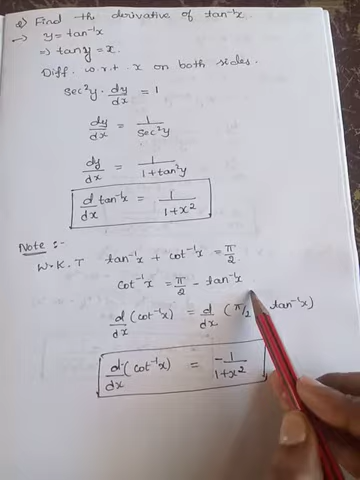 2) Find the derivative of tan⁻¹x.
→ y = tan⁻¹x
⇒ tan y = x.
Diff. w.r.t. x on both sides.
sec²y · dy/dx = 1
dy/dx = 1/sec²y
dy/dx = 1/1+tan²y
d/dx tan⁻¹x = 1/1+x²
Note :-
W.K.T tan⁻¹x + cot⁻¹x = π/2
cot⁻¹x = π/2 - tan⁻¹x
d/dx (cot⁻¹x) = d/dx (π/2 tan⁻¹x)
d/dx (cot⁻¹x) = -1/1+x²